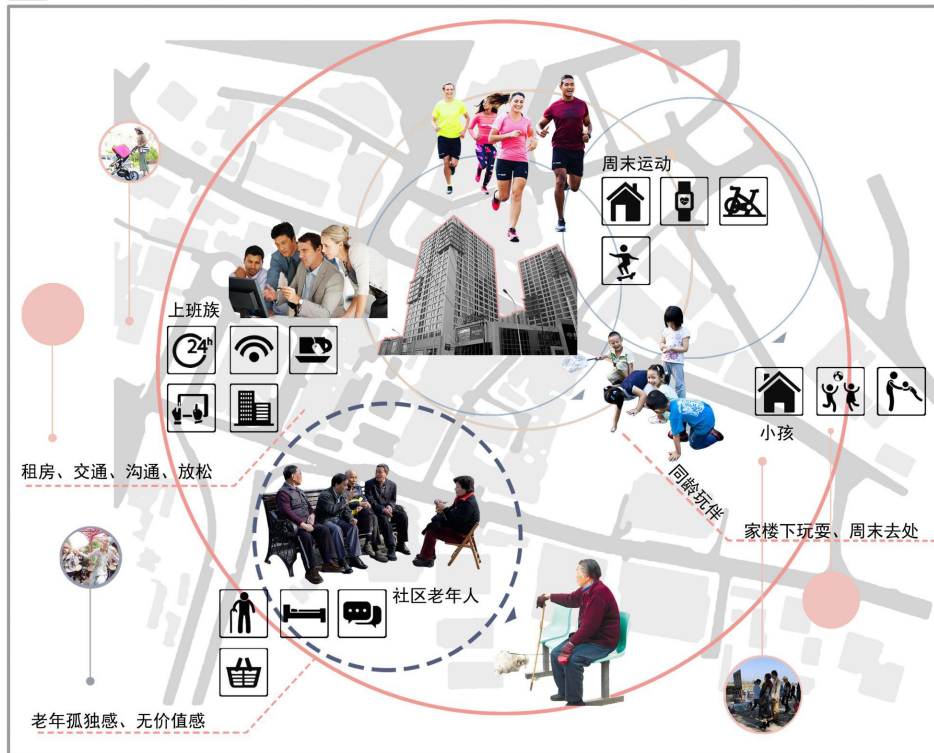 周末运动
上班族
24h
小孩
租房、交通、沟通、放松
同龄玩伴
家楼下玩耍、周末去处
社区老年人
老年孤独感、无价值感